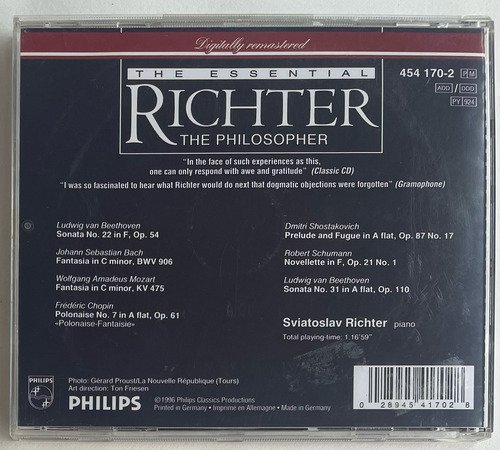 Digitally remastered
THE ESSENTIAL
RICHTER
THE PHILOSOPHER
454 170-2 P M
ADD / DDD
PY 924
"In the face of such experiences as this,
one can only respond with awe and gratitude" (Classic CD)
"I was so fascinated to hear what Richter would do next that dogmatic objections were forgotten" (Gramophone)
Ludwig van Beethoven
Sonata No. 22 in F, Op. 54
Johann Sebastian Bach
Fantasia in C minor, BWV 906
Wolfgang Amadeus Mozart
Fantasia in C minor, KV 475
Frédéric Chopin
Polonaise No. 7 in A flat, Op. 61
«Polonaise-Fantaisie»
Dmitri Shostakovich
Prelude and Fugue in A flat, Op. 87 No. 17
Robert Schumann
Novellette in F, Op. 21 No. 1
Ludwig van Beethoven
Sonata No. 31 in A flat, Op. 110
Sviatoslav Richter piano
Total playing-time: 1.16'59"
PHILIPS
Photo: Gérard Proust/La Nouvelle République (Tours)
Art direction: Ton Friesen
PHILIPS
©1996 Philips Classics Productions
Printed in Germany • Imprimé en Allemagne • Made in Germany
0 28945 41702 8